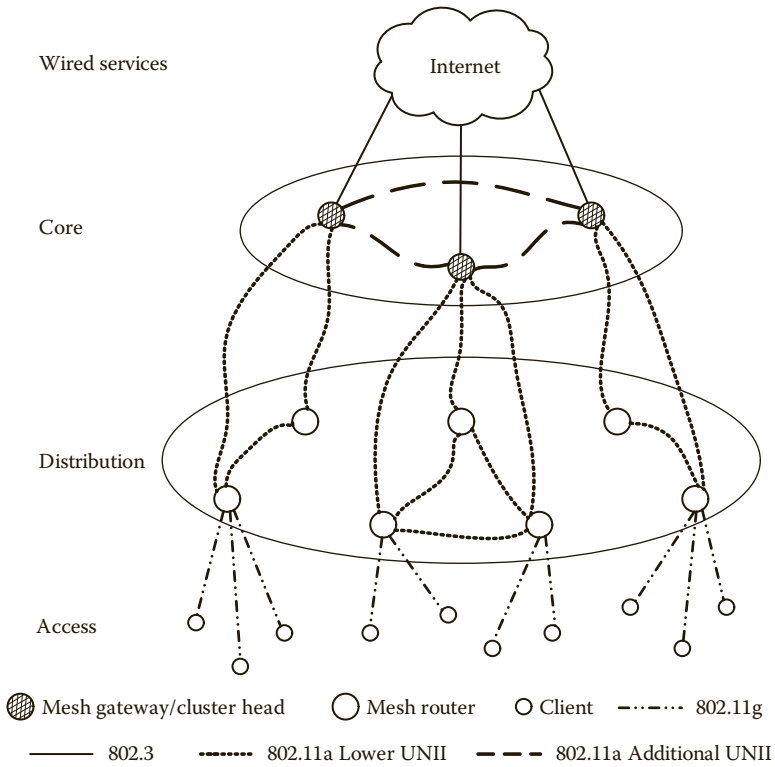 Wired services
Internet
Core
Distribution
Access
Mesh gateway/cluster head
Mesh router
Client
802.11g
802.3
802.11a Lower UNII
802.11a Additional UNII